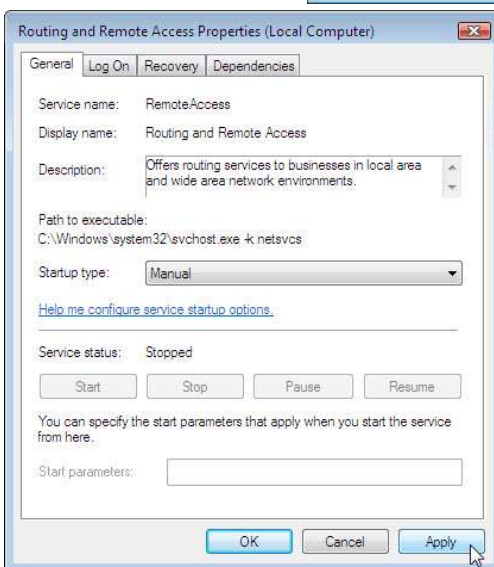 Routing and Remote Access Properties (Local Computer)
General Log On Recovery Dependencies
Service name: RemoteAccess
Display name: Routing and Remote Access
Description: Offers routing services to businesses in local area
and wide area network environments.
Path to executable:
C:\Windows\system32\svchost.exe -k netsvcs
Startup type: Manual
Help me configure service startup options.
Service status: Stopped
Start Stop Pause Resume
You can specify the start parameters that apply when you start the service
from here.
Start parameters:
OK Cancel Apply